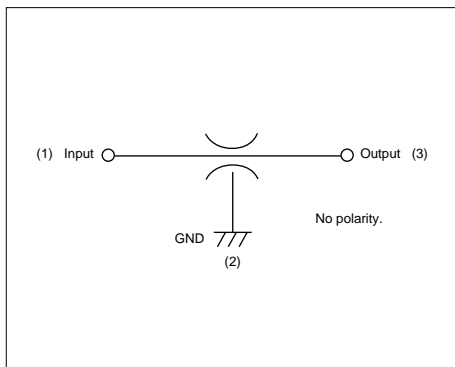 (1) Input Output (3)
No polarity.
GND
(2)